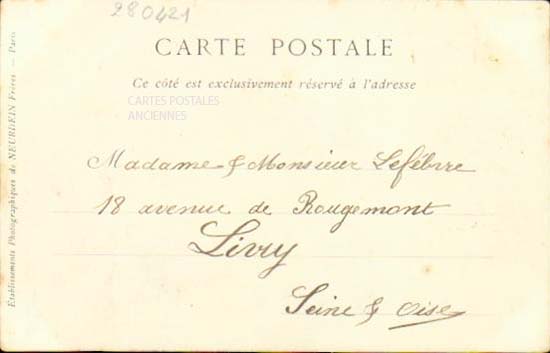 280421
CARTE POSTALE
Ce côté est exclusivement réservé à l'adresse
CARTES POSTALES
ANCIENNES
Madame & Monsieur Lefébvre
18 avenue de Rougemont
Livry
Seine & Oise
Etablissements Photographiques de NEURDEIN Frères. — Paris